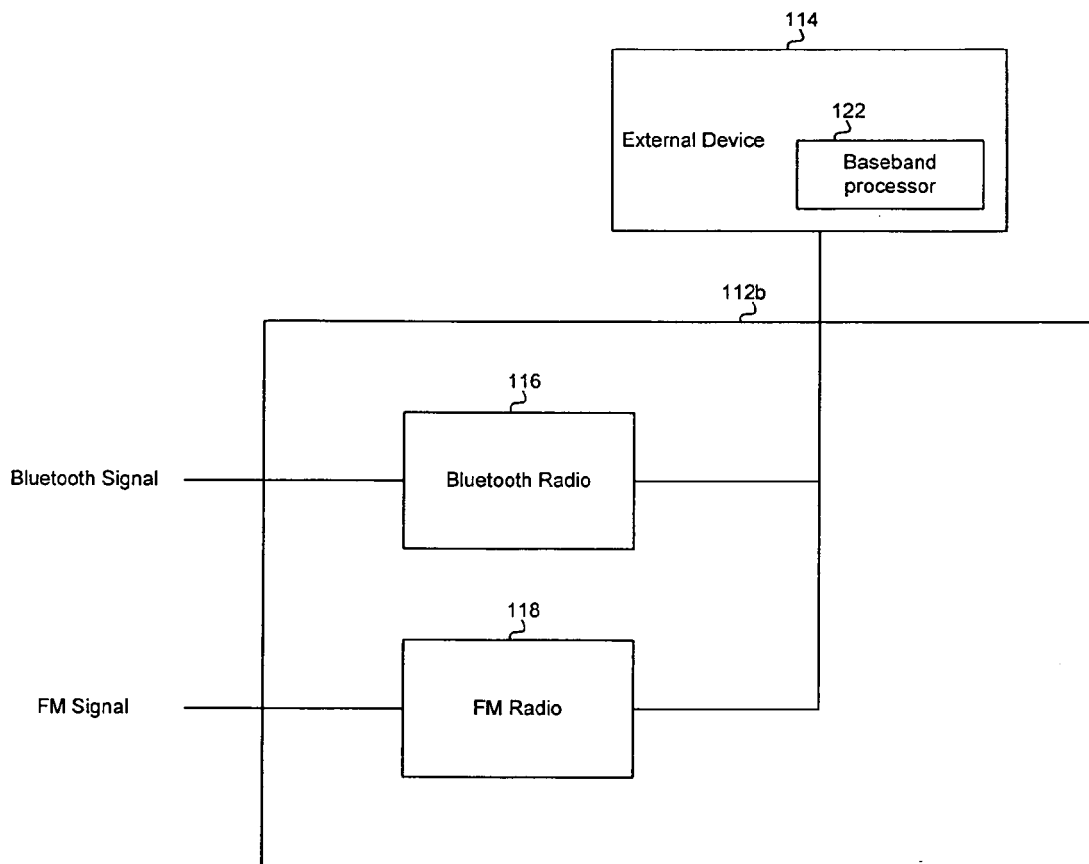 114
External Device
122
Baseband
processor
112b
116
Bluetooth Signal
Bluetooth Radio
118
FM Signal
FM Radio